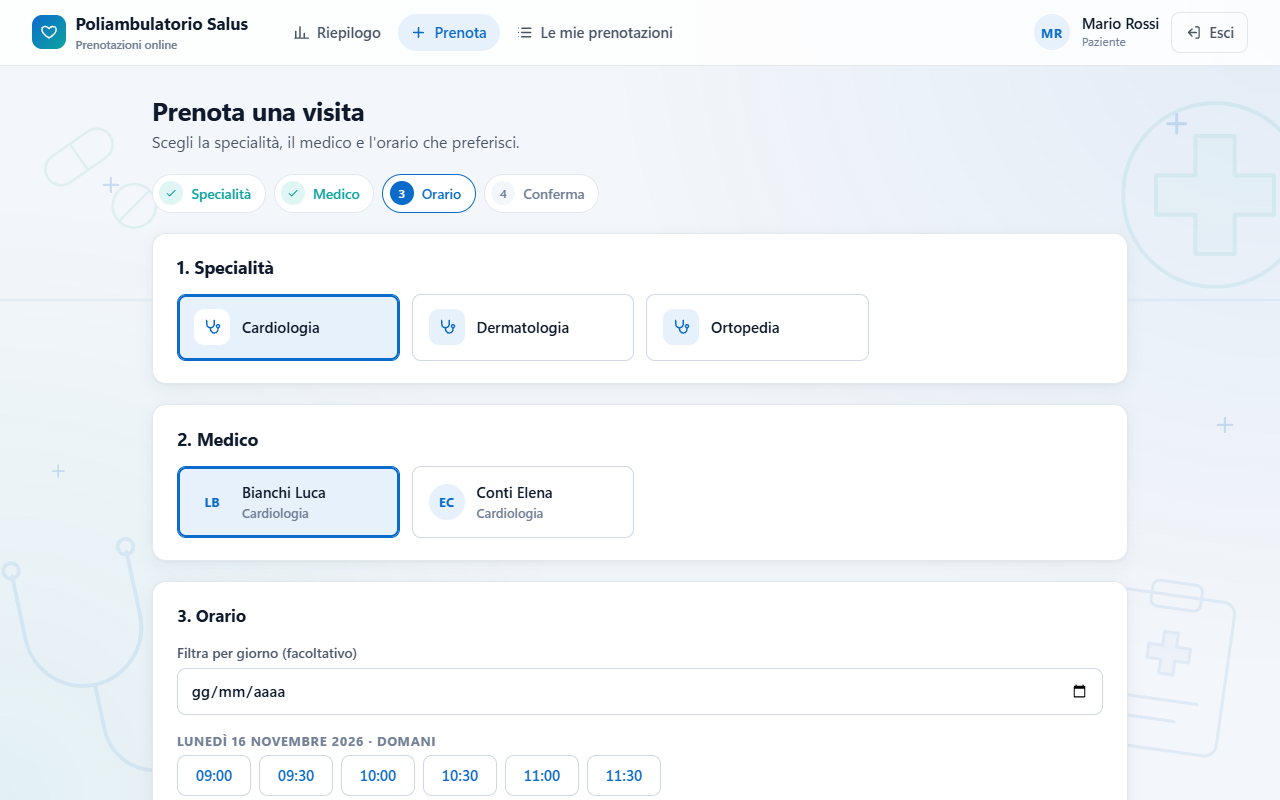 Poliambulatorio Salus
Prenotazioni online
Riepilogo
Prenota
Le mie prenotazioni
MR
Mario Rossi
Paziente
Esci
Prenota una visita
Scegli la specialità, il medico e l'orario che preferisci.
Specialità
Medico
3 Orario
4 Conferma
1. Specialità
Cardiologia
Dermatologia
Ortopedia
2. Medico
LB
Bianchi Luca
Cardiologia
EC
Conti Elena
Cardiologia
3. Orario
Filtra per giorno (facoltativo)
gg/mm/aaaa
LUNEDÌ 16 NOVEMBRE 2026 · DOMANI
09:00 09:30 10:00 10:30 11:00 11:30